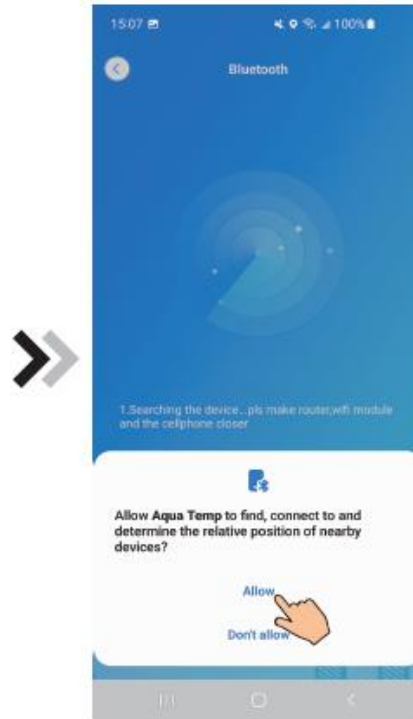 15:07
100%
Bluetooth
1.Searching the device...pls make router,wifi module
and the cellphone closer
Allow Aqua Temp to find, connect to and
determine the relative position of nearby
devices?
Allow
Don't allow